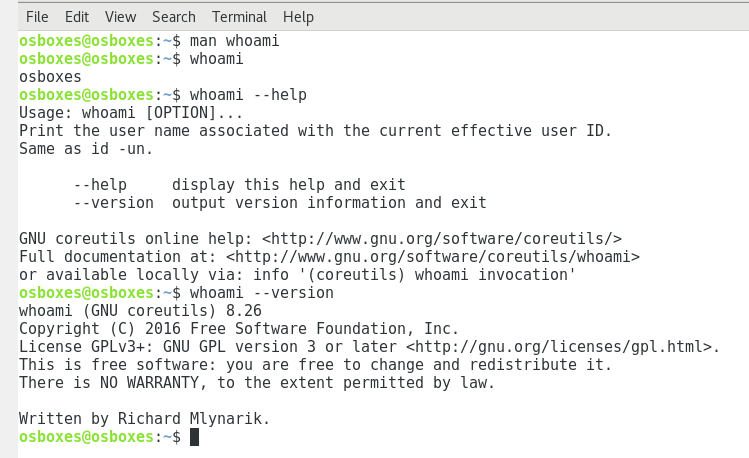 File Edit View Search Terminal Help
osboxes@osboxes:~$ man whoami
osboxes@osboxes:~$ whoami
osboxes
osboxes@osboxes:~$ whoami --help
Usage: whoami [OPTION]...
Print the user name associated with the current effective user ID.
Same as id -un.

      --help     display this help and exit
      --version  output version information and exit

GNU coreutils online help: <http://www.gnu.org/software/coreutils/>
Full documentation at: <http://www.gnu.org/software/coreutils/whoami>
or available locally via: info '(coreutils) whoami invocation'
osboxes@osboxes:~$ whoami --version
whoami (GNU coreutils) 8.26
Copyright (C) 2016 Free Software Foundation, Inc.
License GPLv3+: GNU GPL version 3 or later <http://gnu.org/licenses/gpl.html>.
This is free software: you are free to change and redistribute it.
There is NO WARRANTY, to the extent permitted by law.

Written by Richard Mlynarik.
osboxes@osboxes:~$